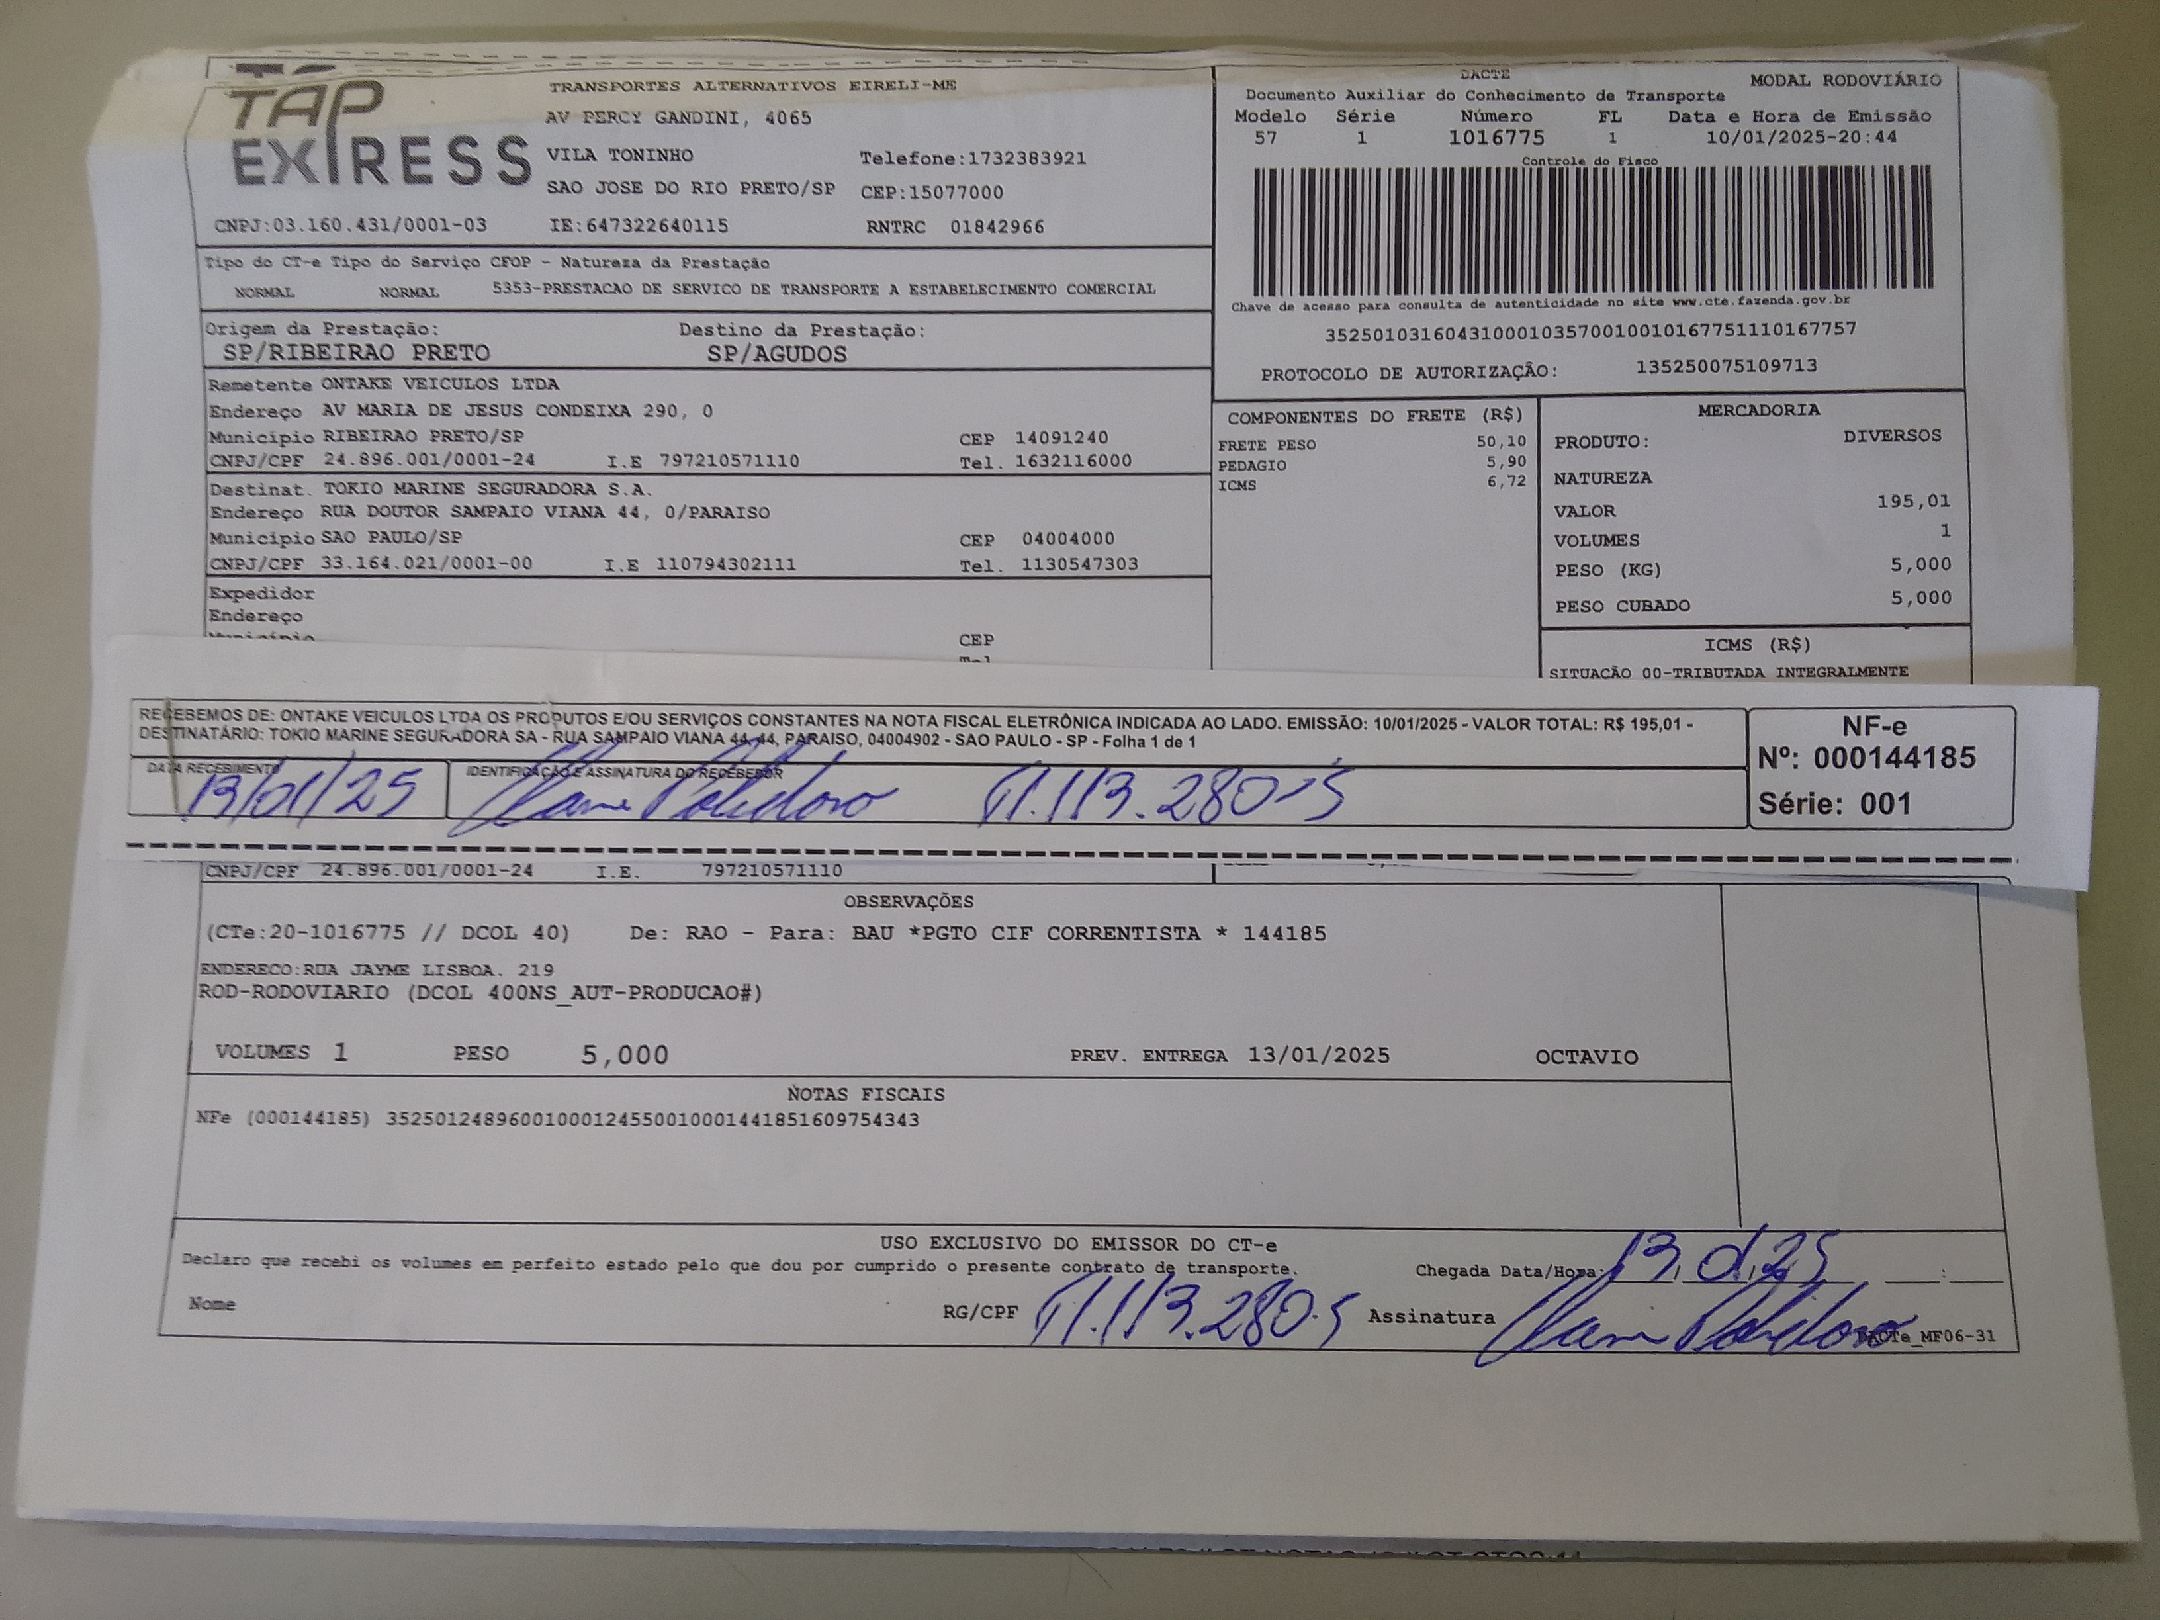 TAP
EXPRESS
TRANSPORTES ALTERNATIVOS EIRELI-ME
AV PERCY GANDINI, 4065
VILA TONINHO Telefone:1732383921
SAO JOSE DO RIO PRETO/SP CEP:15077000
CNPJ:03.160.431/0001-03 IE:647322640115 RNTRC 01842966
DACTE MODAL RODOVIÁRIO
Documento Auxiliar do Conhecimento de Transporte
Modelo Série Número FL Data e Hora de Emissão
57 1 1016775 1 10/01/2025-20:44
Controle do Fisco
Chave de acesso para consulta de autenticidade no site www.cte.fazenda.gov.br
35250103160431000103570010010167751110167757
PROTOCOLO DE AUTORIZAÇÃO: 135250075109713
Tipo do CT-e Tipo do Serviço CFOP - Natureza da Prestação
NORMAL NORMAL 5353-PRESTACAO DE SERVICO DE TRANSPORTE A ESTABELECIMENTO COMERCIAL
Origem da Prestação: Destino da Prestação:
SP/RIBEIRAO PRETO SP/AGUDOS
Remetente ONTAKE VEICULOS LTDA
Endereço AV MARIA DE JESUS CONDEIXA 290, 0
Município RIBEIRAO PRETO/SP CEP 14091240
CNPJ/CPF 24.896.001/0001-24 I.E 797210571110 Tel. 1632116000
Destinat. TOKIO MARINE SEGURADORA S.A.
Endereço RUA DOUTOR SAMPAIO VIANA 44, 0/PARAISO
Município SAO PAULO/SP CEP 04004000
CNPJ/CPF 33.164.021/0001-00 I.E 110794302111 Tel. 1130547303
Expedidor
Endereço
Município CEP
Tel
COMPONENTES DO FRETE (R$)
FRETE PESO 50,10
PEDAGIO 5,90
ICMS 6,72
MERCADORIA
PRODUTO: DIVERSOS
NATUREZA
VALOR 195,01
VOLUMES 1
PESO (KG) 5,000
PESO CUBADO 5,000
ICMS (R$)
SITUAÇÃO 00-TRIBUTADA INTEGRALMENTE
RECEBEMOS DE: ONTAKE VEICULOS LTDA OS PRODUTOS E/OU SERVIÇOS CONSTANTES NA NOTA FISCAL ELETRÔNICA INDICADA AO LADO. EMISSÃO: 10/01/2025 - VALOR TOTAL: R$ 195,01 -
DESTINATÁRIO: TOKIO MARINE SEGURADORA SA - RUA SAMPAIO VIANA 44, 44, PARAISO, 04004902 - SAO PAULO - SP - Folha 1 de 1
DATA RECEBIMENTO IDENTIFICAÇÃO E ASSINATURA DO RECEBEDOR
13/01/25
NF-e
Nº: 000144185
Série: 001
CNPJ/CPF 24.896.001/0001-24 I.E. 797210571110
OBSERVAÇÕES
(CTe:20-1016775 // DCOL 40) De: RAO - Para: BAU *PGTO CIF CORRENTISTA * 144185
ENDERECO:RUA JAYME LISBOA. 219
ROD-RODOVIARIO (DCOL 400NS_AUT-PRODUCAO#)
VOLUMES 1 PESO 5,000 PREV. ENTREGA 13/01/2025 OCTAVIO
NOTAS FISCAIS
NFe (000144185) 35250124896001000124550010001441851609754343
USO EXCLUSIVO DO EMISSOR DO CT-e
Declaro que recebi os volumes em perfeito estado pelo que dou por cumprido o presente contrato de transporte.
Chegada Data/Hora:
Nome RG/CPF Assinatura
DACTe_MF06-31